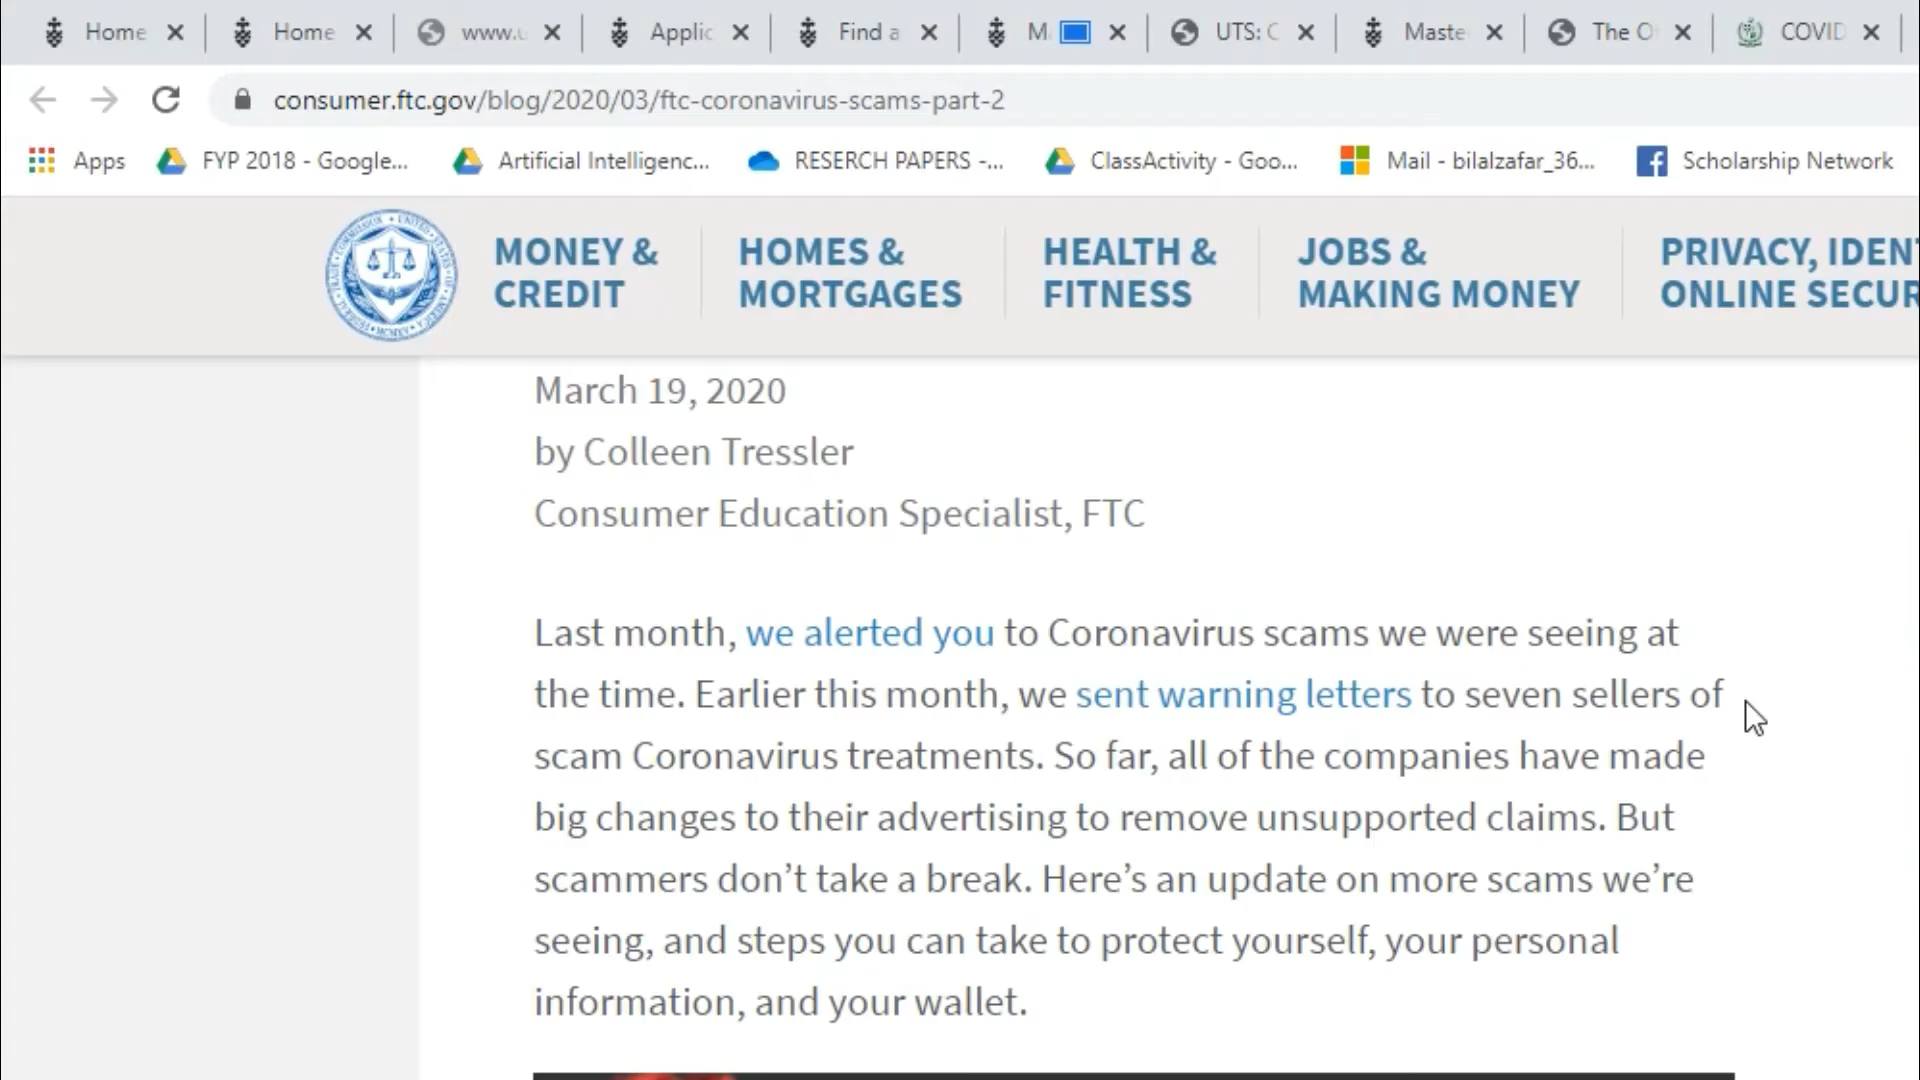 Home
Home
www.u
Applic
Find a
M
UTS: C
Maste
The O
COVID
consumer.ftc.gov/blog/2020/03/ftc-coronavirus-scams-part-2
Apps
FYP 2018 - Google...
Artificial Intelligenc...
RESERCH PAPERS -...
ClassActivity - Goo...
Mail - bilalzafar_36...
Scholarship Network
MONEY &
CREDIT
HOMES &
MORTGAGES
HEALTH &
FITNESS
JOBS &
MAKING MONEY
PRIVACY, IDENT
ONLINE SECUR
March 19, 2020
by Colleen Tressler
Consumer Education Specialist, FTC
Last month, we alerted you to Coronavirus scams we were seeing at
the time. Earlier this month, we sent warning letters to seven sellers of
scam Coronavirus treatments. So far, all of the companies have made
big changes to their advertising to remove unsupported claims. But
scammers don’t take a break. Here’s an update on more scams we’re
seeing, and steps you can take to protect yourself, your personal
information, and your wallet.